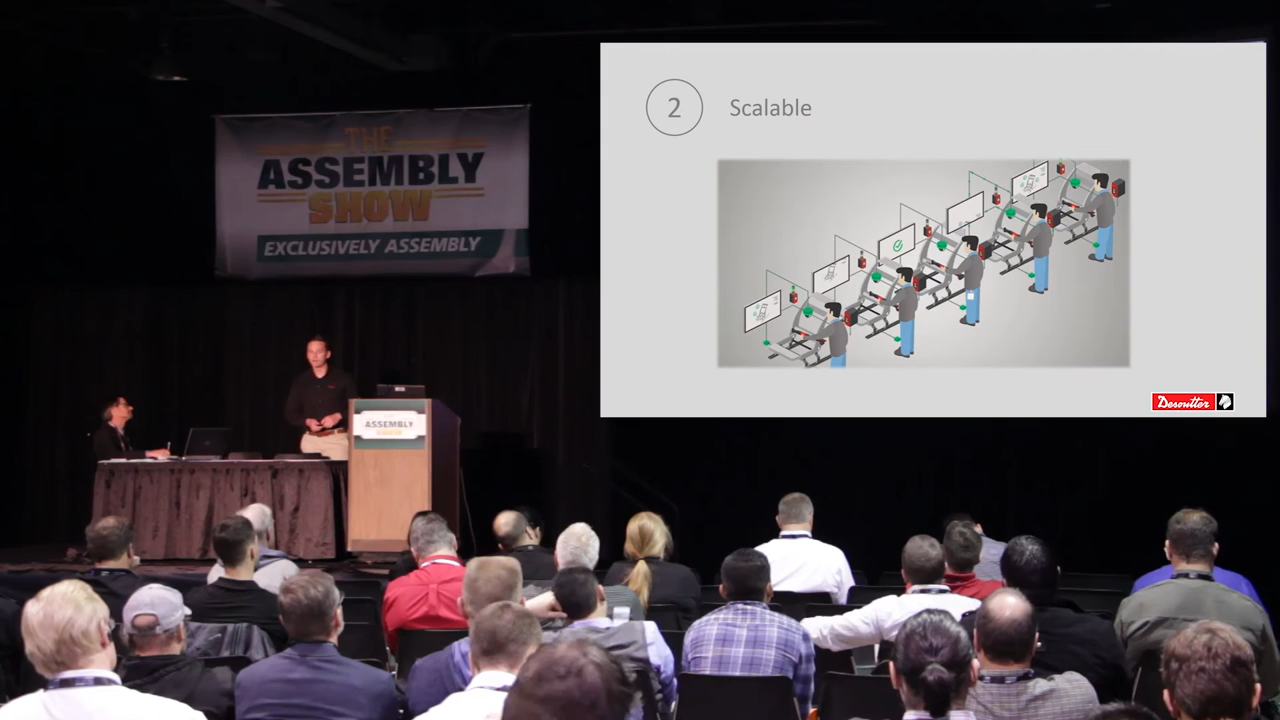 THE
ASSEMBLY
SHOW
EXCLUSIVELY ASSEMBLY
2 Scalable
Desoutter
ASSEMBLY